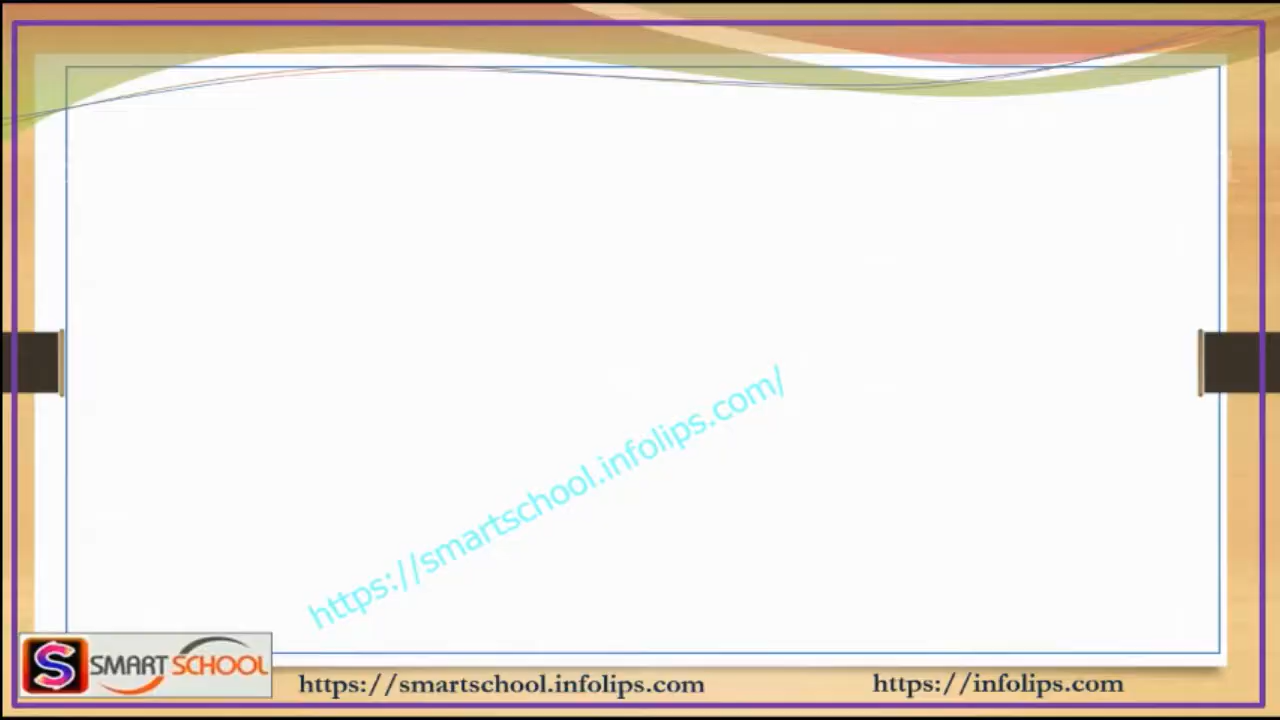 https://smartschool.infolips.com/
SMART SCHOOL
https://smartschool.infolips.com
https://infolips.com